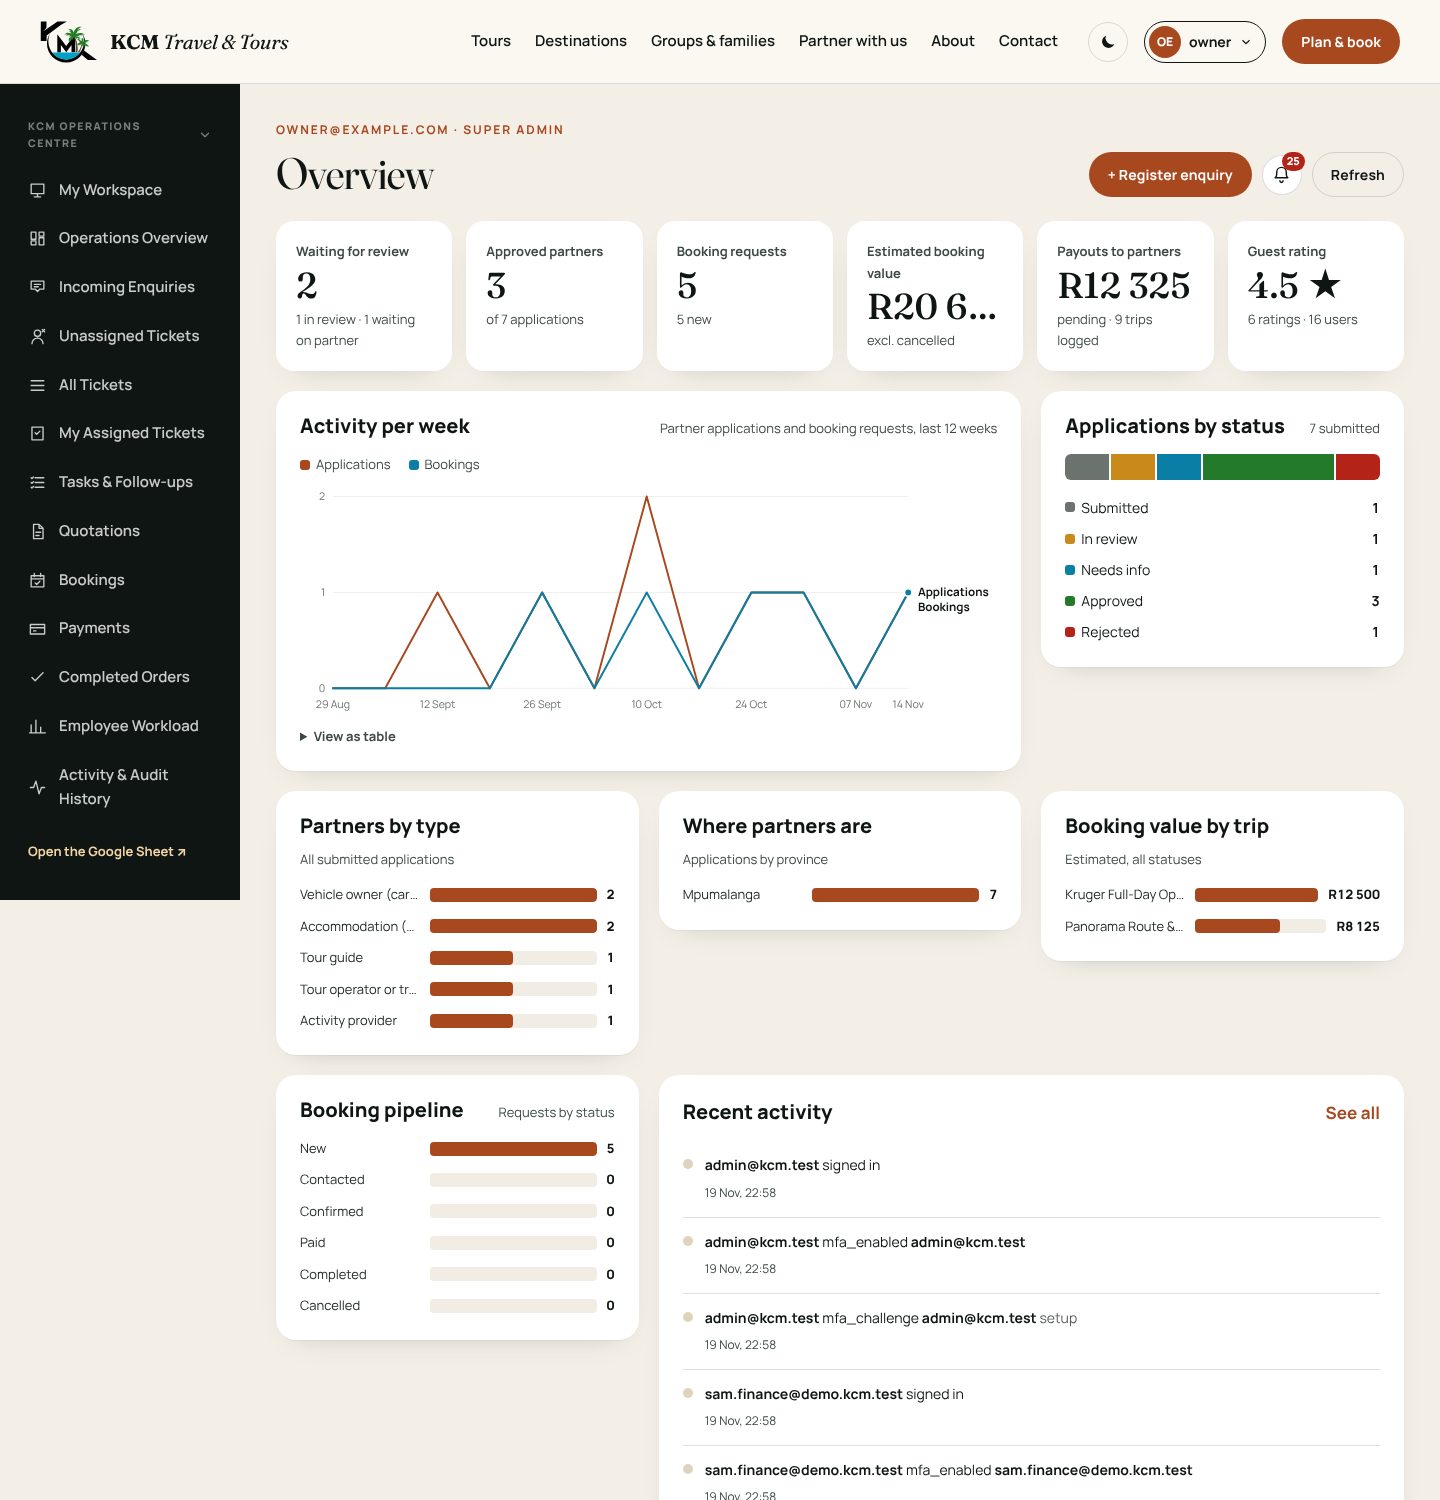 KCM Travel & Tours
Tours
Destinations
Groups & families
Partner with us
About
Contact
OE
owner
Plan & book
KCM OPERATIONS
CENTRE
My Workspace
Operations Overview
Incoming Enquiries
Unassigned Tickets
All Tickets
My Assigned Tickets
Tasks & Follow-ups
Quotations
Bookings
Payments
Completed Orders
Employee Workload
Activity & Audit
History
Open the Google Sheet ↗
OWNER@EXAMPLE.COM · SUPER ADMIN
Overview
+ Register enquiry
25
Refresh
Waiting for review
2
1 in review · 1 waiting
on partner
Approved partners
3
of 7 applications
Booking requests
5
5 new
Estimated booking
value
R20 6...
excl. cancelled
Payouts to partners
R12 325
pending · 9 trips
logged
Guest rating
4.5 ★
6 ratings · 16 users
Activity per week
Partner applications and booking requests, last 12 weeks
Applications
Bookings
2
1
0
29 Aug
12 Sept
26 Sept
10 Oct
24 Oct
07 Nov
14 Nov
Applications
Bookings
▶ View as table
Applications by status
7 submitted
Submitted 1
In review 1
Needs info 1
Approved 3
Rejected 1
Partners by type
All submitted applications
Vehicle owner (car... 2
Accommodation (... 2
Tour guide 1
Tour operator or tr... 1
Activity provider 1
Where partners are
Applications by province
Mpumalanga 7
Booking value by trip
Estimated, all statuses
Kruger Full-Day Op... R12 500
Panorama Route &... R8 125
Booking pipeline
Requests by status
New 5
Contacted 0
Confirmed 0
Paid 0
Completed 0
Cancelled 0
Recent activity
See all
admin@kcm.test signed in
19 Nov, 22:58
admin@kcm.test mfa_enabled admin@kcm.test
19 Nov, 22:58
admin@kcm.test mfa_challenge admin@kcm.test setup
19 Nov, 22:58
sam.finance@demo.kcm.test signed in
19 Nov, 22:58
sam.finance@demo.kcm.test mfa_enabled sam.finance@demo.kcm.test
19 Nov, 22:58